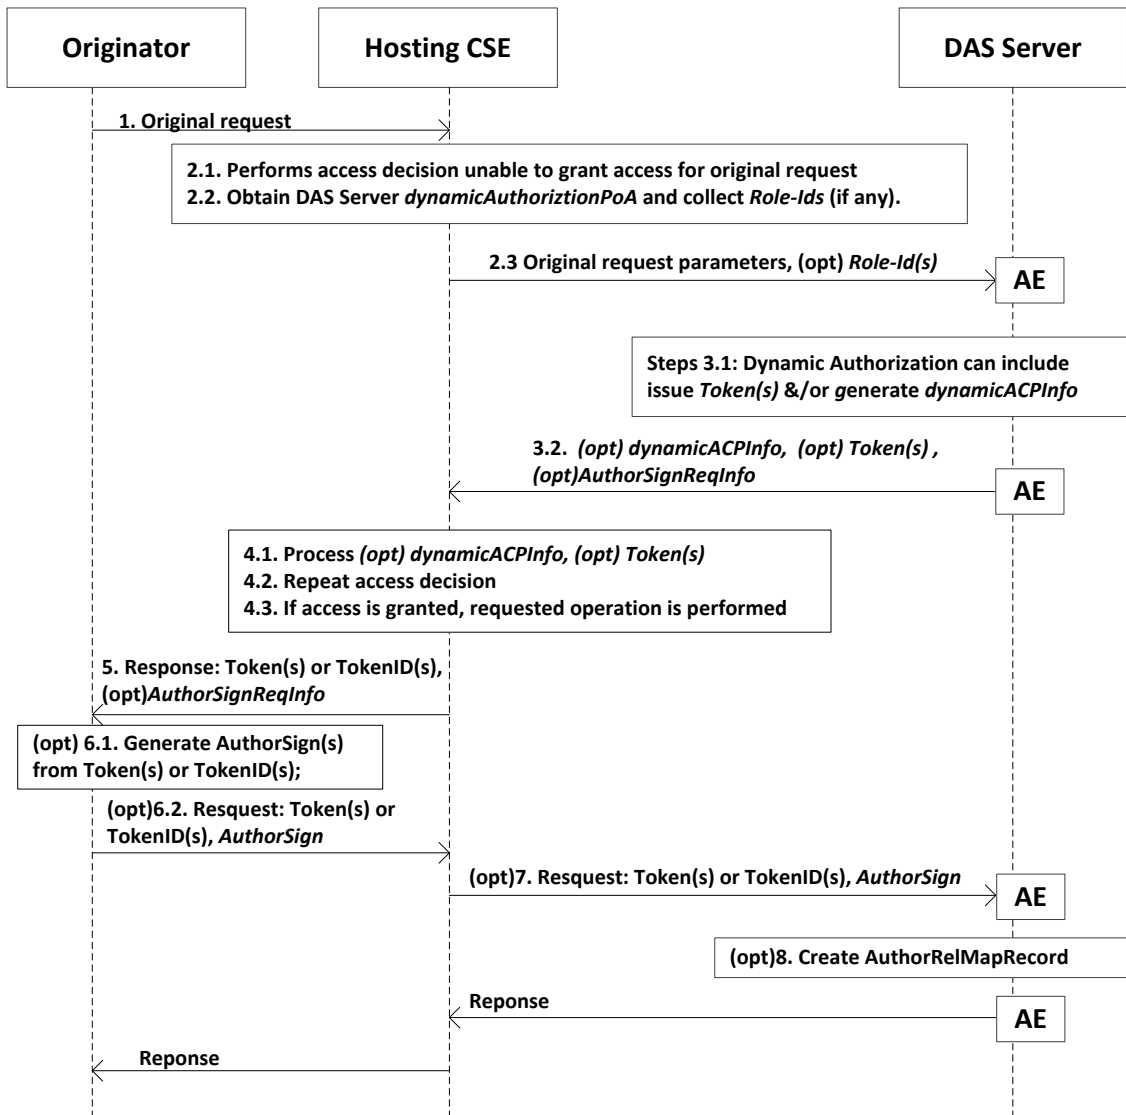 Originator
Hosting CSE
DAS Server
1. Original request
2.1. Performs access decision unable to grant access for original request
2.2. Obtain DAS Server dynamicAuthoriztionPoA and collect Role-Ids (if any).
2.3 Original request parameters, (opt) Role-Id(s)
AE
Steps 3.1: Dynamic Authorization can include
issue Token(s) &/or generate dynamicACPInfo
3.2. (opt) dynamicACPInfo, (opt) Token(s) ,
(opt)AuthorSignReqInfo
AE
4.1. Process (opt) dynamicACPInfo, (opt) Token(s)
4.2. Repeat access decision
4.3. If access is granted, requested operation is performed
5. Response: Token(s) or TokenID(s),
(opt)AuthorSignReqInfo
(opt) 6.1. Generate AuthorSign(s)
from Token(s) or TokenID(s);
(opt)6.2. Resquest: Token(s) or
TokenID(s), AuthorSign
(opt)7. Resquest: Token(s) or TokenID(s), AuthorSign
AE
(opt)8. Create AuthorRelMapRecord
Reponse
AE
Reponse